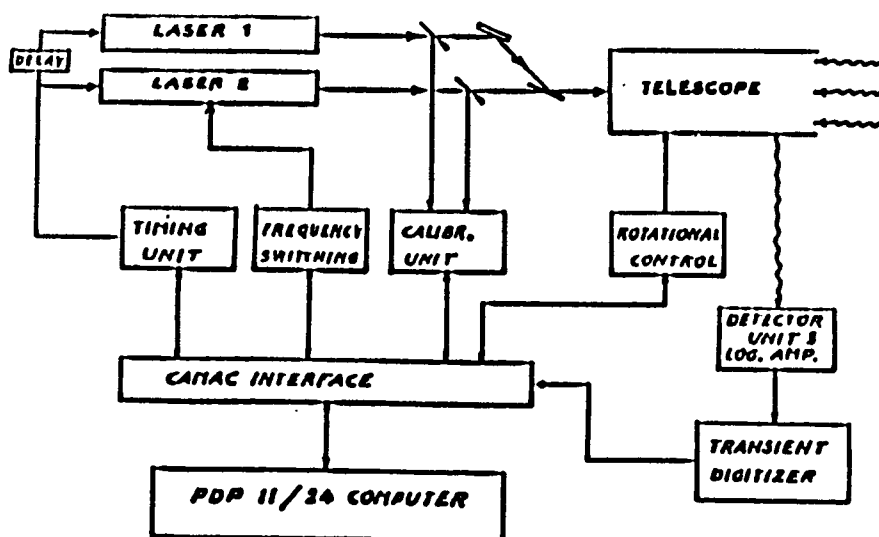 LASER 1
DELAY
LASER 2
TELESCOPE
TIMING
UNIT
FREQUENCY
SWITCHING
CALIBR.
UNIT
ROTATIONAL
CONTROL
DETECTOR
UNIT &
LOG. AMP.
CAMAC INTERFACE
TRANSIENT
DIGITIZER
PDP 11/24 COMPUTER